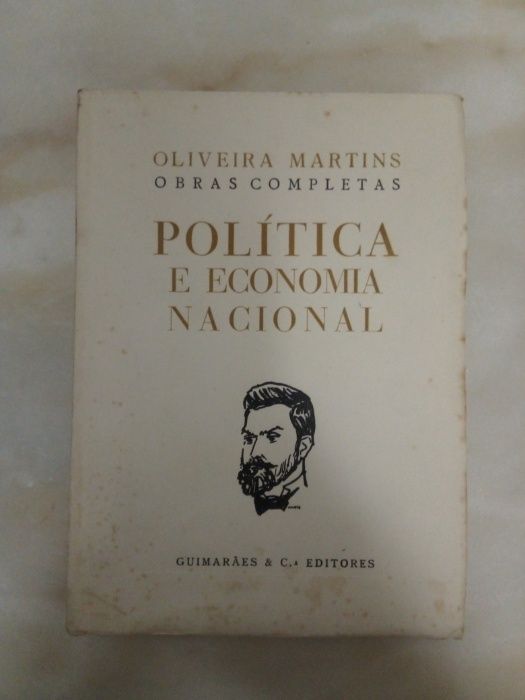 OLIVEIRA MARTINS
OBRAS COMPLETAS
POLÍTICA
E ECONOMIA
NACIONAL
GUIMARÃES & C.ª EDITORES